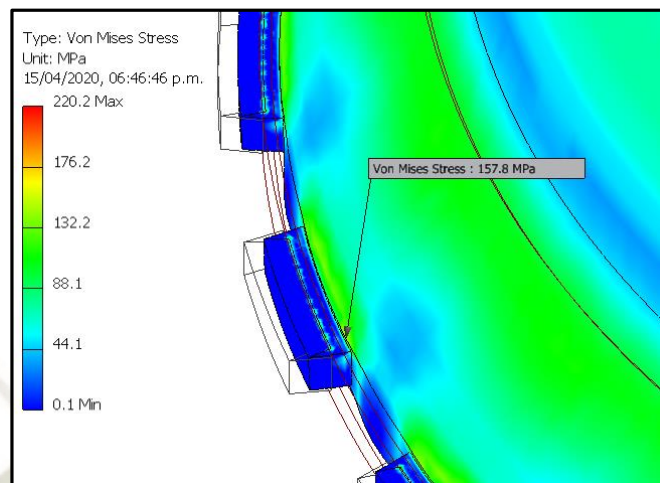 Type: Von Mises Stress
Unit: MPa
15/04/2020, 06:46:46 p.m.
220.2 Max
176.2
Von Mises Stress : 157.8 MPa
132.2
88.1
44.1
0.1 Min